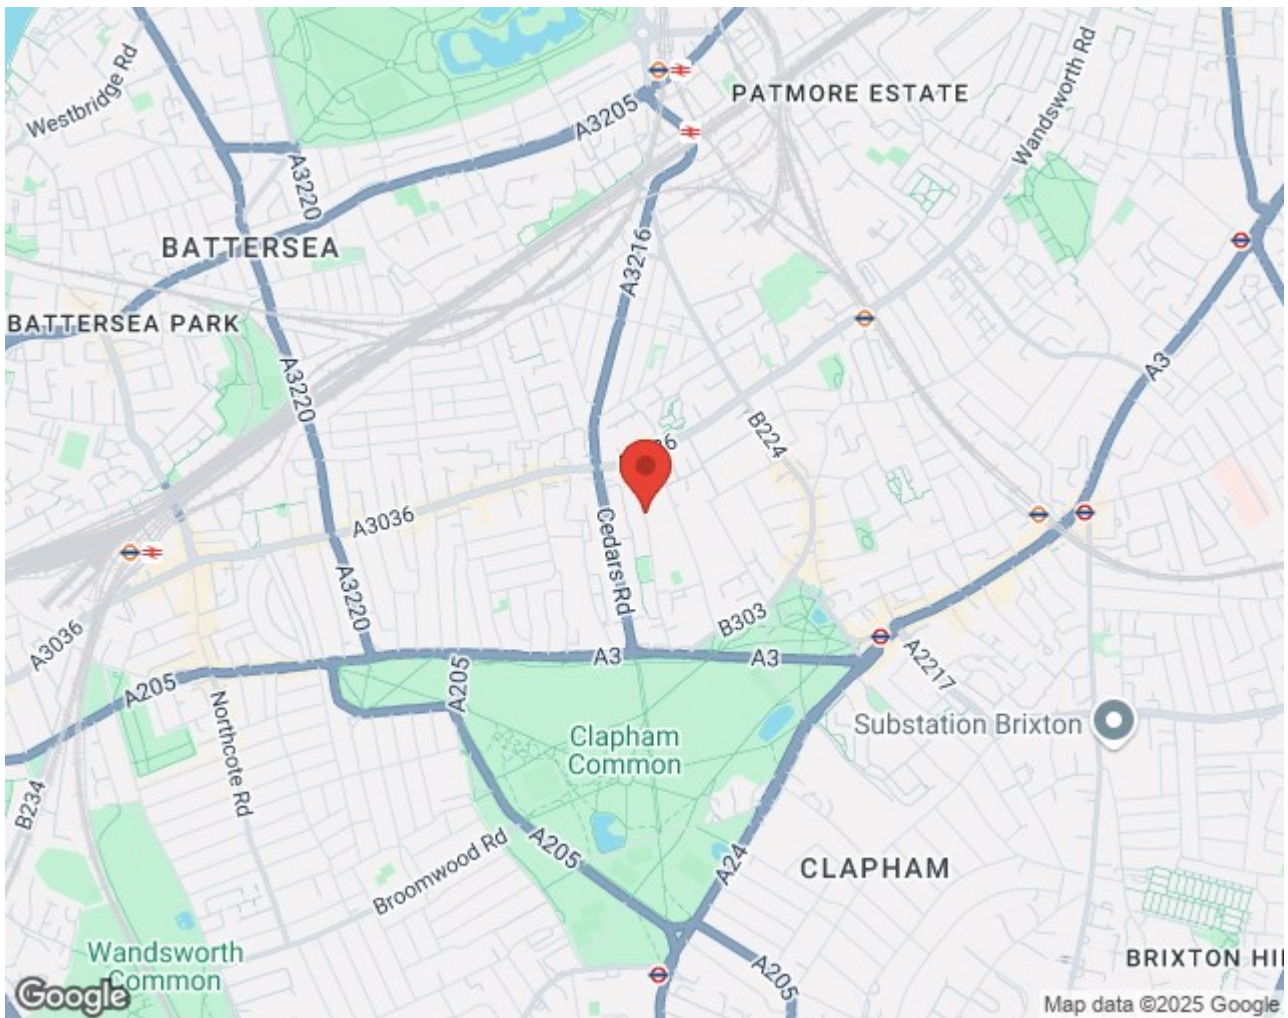 PATMORE ESTATE
Westbridge Rd
A3205
Wandsworth Rd
A3220
BATTERSEA
A3216
BATTERSEA PARK
A3220
A3
B224
A3036
Cedars Rd
A3220
A3036
B303
A3
A3
A205
A205
A2217
Northcote Rd
Substation Brixton
Clapham
Common
B234
Broomwood Rd
A205
A24
CLAPHAM
Wandsworth
Common
BRIXTON HI
A205
Google
Map data ©2025 Google